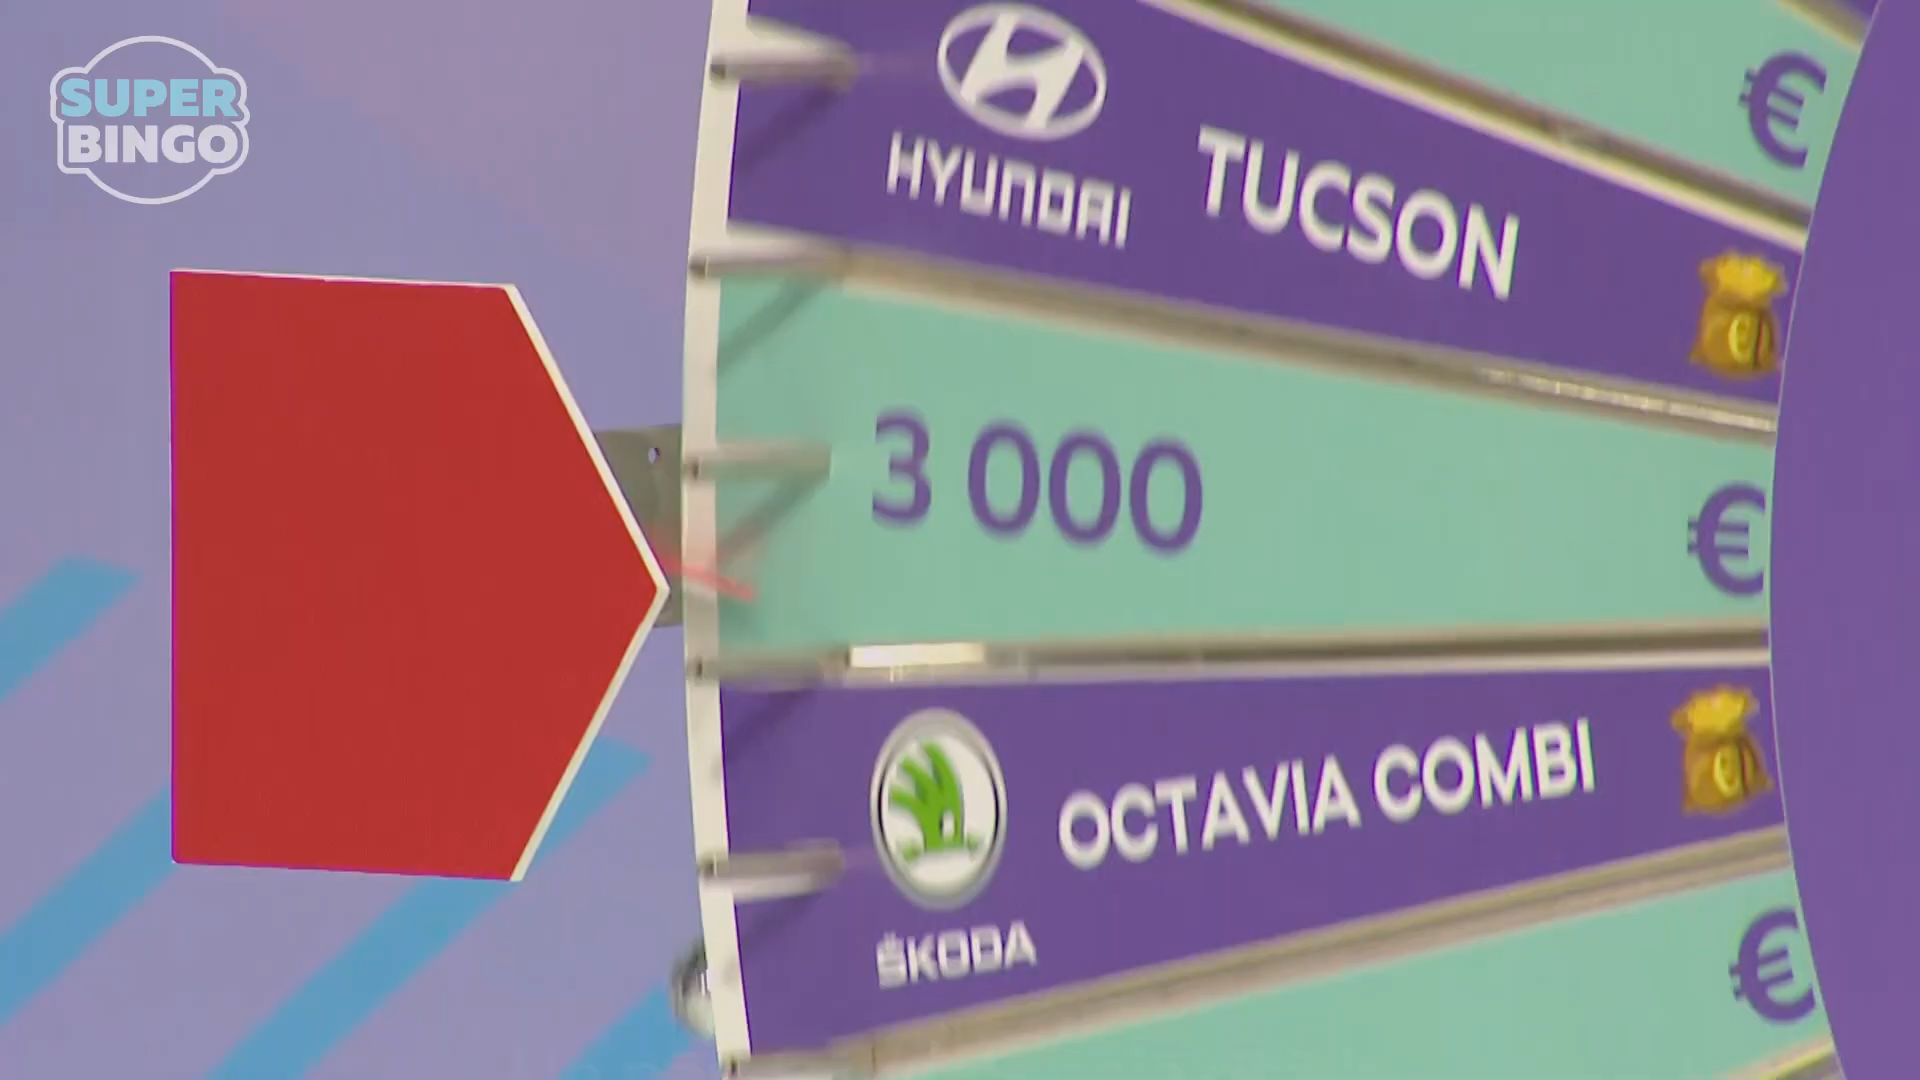 SUPER
BINGO
€
HYUNDAI
TUCSON
€
3 000
€
ŠKODA
OCTAVIA COMBI
€
€